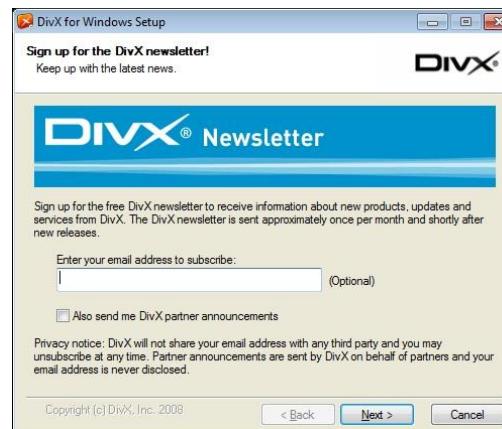 DivX for Windows Setup
Sign up for the DivX newsletter!
Keep up with the latest news.
DIVX®
DIVX® Newsletter
Sign up for the free DivX newsletter to receive information about new products, updates and
services from DivX. The DivX newsletter is sent approximately once per month and shortly after
new releases.
Enter your email address to subscribe:
(Optional)
Also send me DivX partner announcements
Privacy notice: DivX will not share your email address with any third party and you may
unsubscribe at any time. Partner announcements are sent by DivX on behalf of partners and your
email address is never disclosed.
Copyright (c) DivX, Inc. 2008
< Back
Next >
Cancel